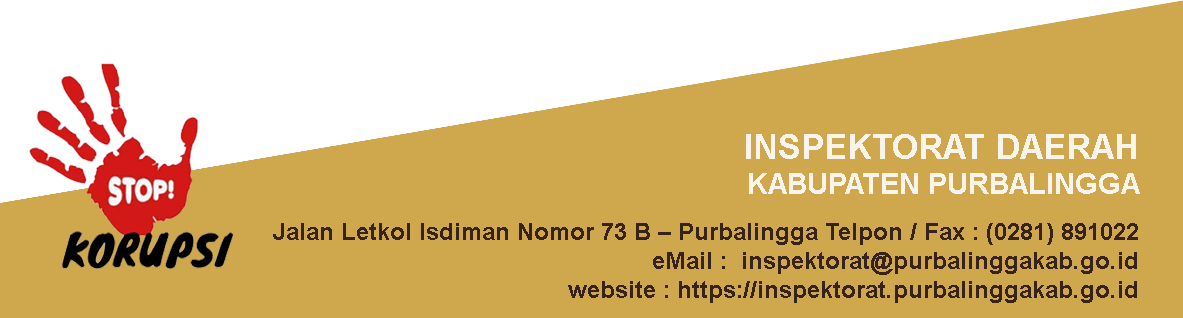 STOP!
KORUPSI
INSPEKTORAT DAERAH
KABUPATEN PURBALINGGA
Jalan Letkol Isdiman Nomor 73 B – Purbalingga Telpon / Fax : (0281) 891022
eMail : inspektorat@purbalinggakab.go.id
website : https://inspektorat.purbalinggakab.go.id